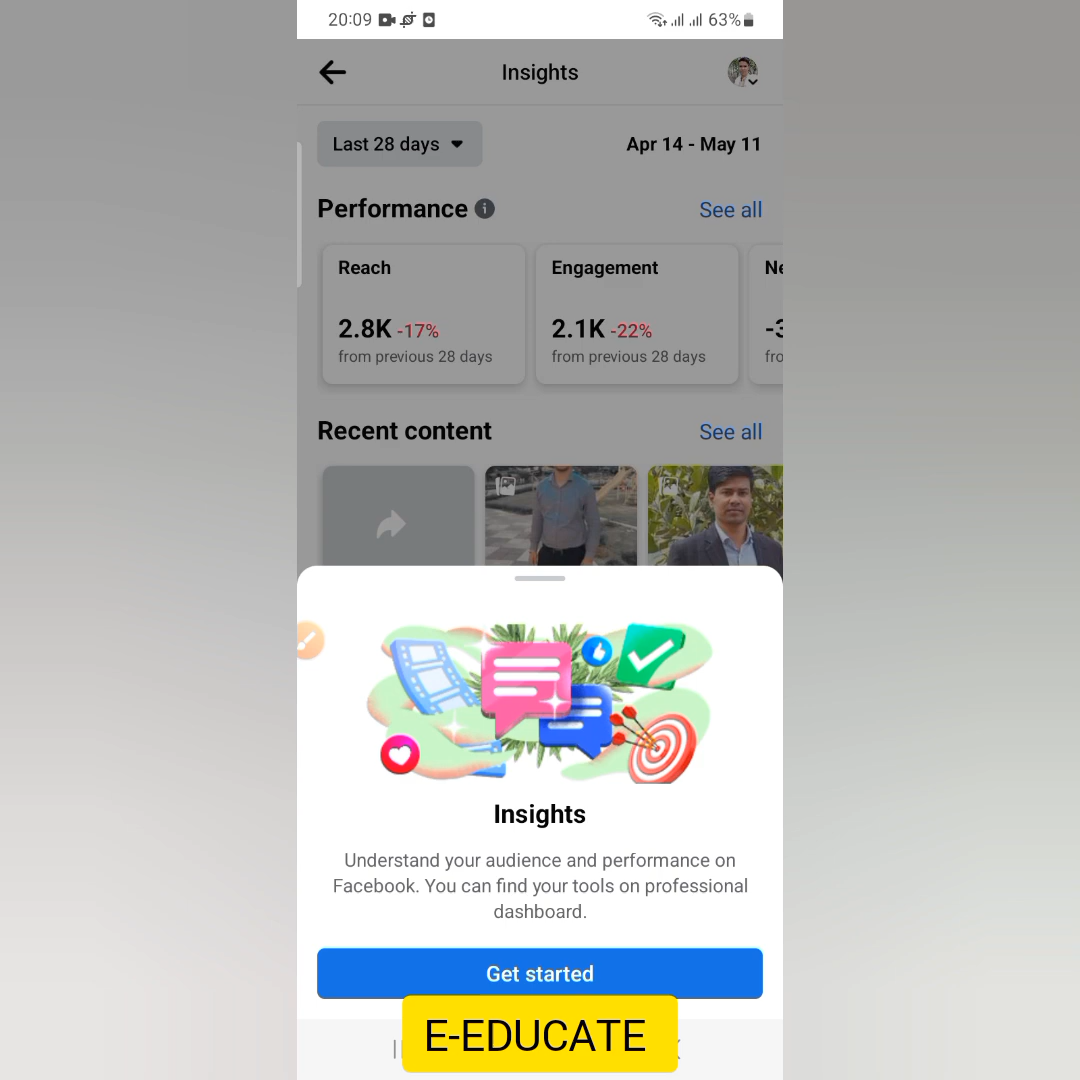 20:09 63%
Insights
Last 28 days Apr 14 - May 11
Performance See all
Reach Engagement
2.8K -17% 2.1K -22%
from previous 28 days from previous 28 days
Recent content See all
Insights
Understand your audience and performance on
Facebook. You can find your tools on professional
dashboard.
Get started
E-EDUCATE